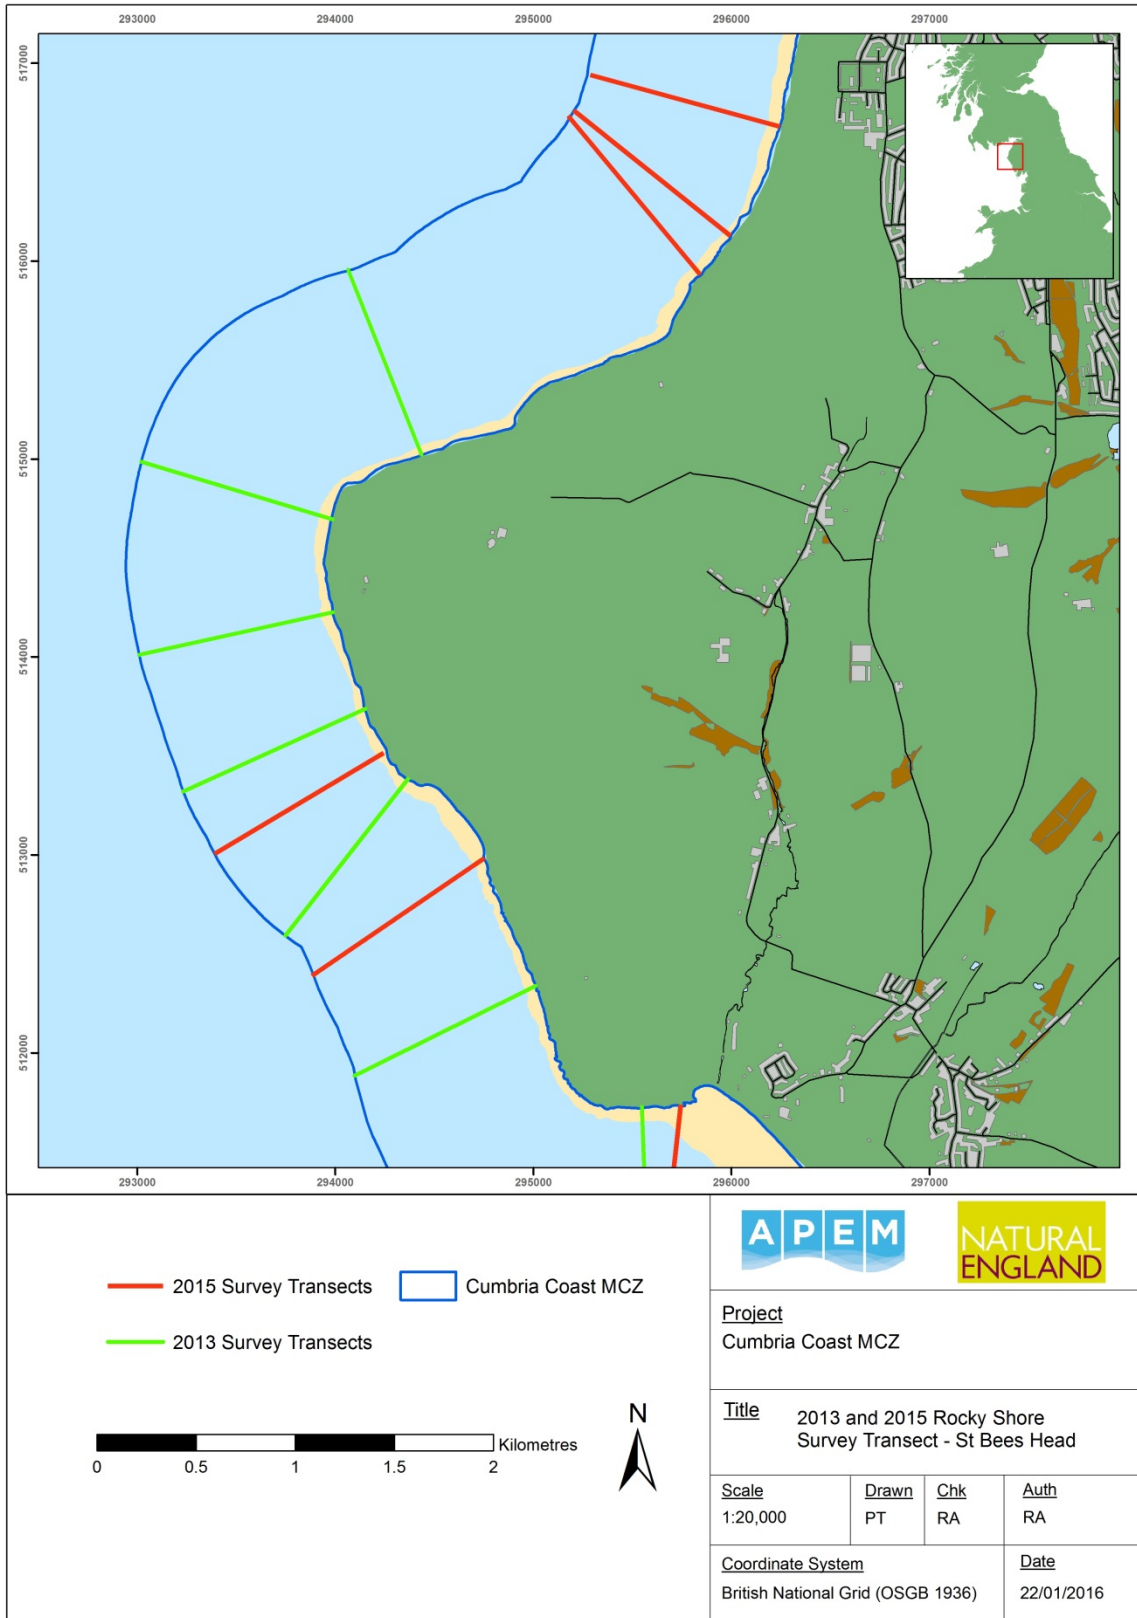 293000 294000 295000 296000 297000
517000
516000
515000
514000
513000
512000
293000 294000 295000 296000 297000
2015 Survey Transects
Cumbria Coast MCZ
2013 Survey Transects
N
Kilometres
0 0.5 1 1.5 2
APEM
NATURAL
ENGLAND
Project
Cumbria Coast MCZ
Title
2013 and 2015 Rocky Shore
Survey Transect - St Bees Head
Scale
1:20,000
Drawn
PT
Chk
RA
Auth
RA
Coordinate System
British National Grid (OSGB 1936)
Date
22/01/2016